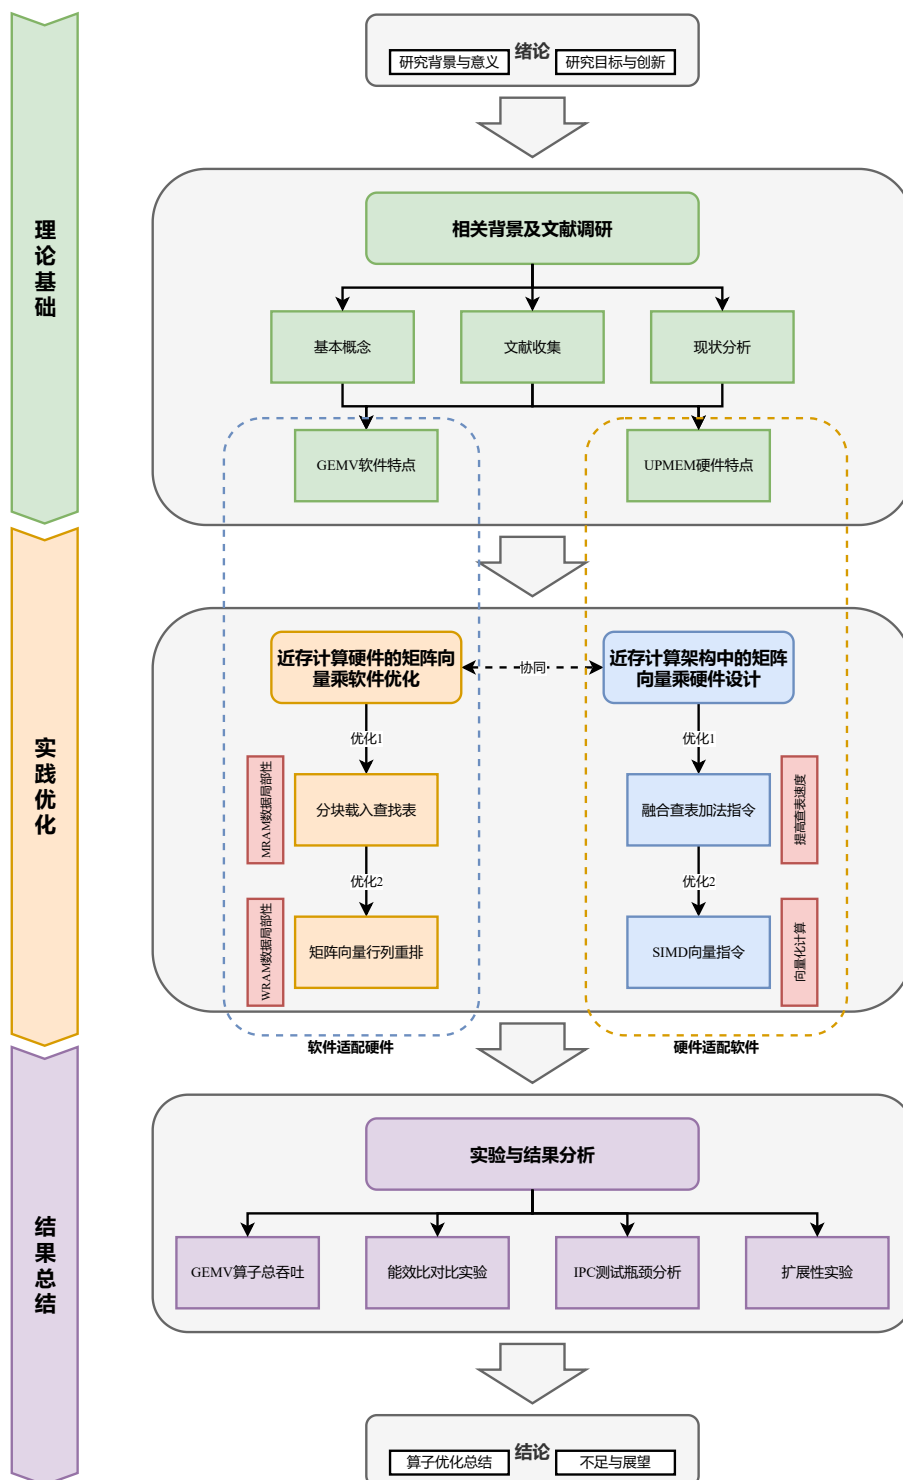 绪论
研究背景与意义
研究目标与创新
理论基础
相关背景及文献调研
基本概念
文献收集
现状分析
GEMV软件特点
UPMEM硬件特点
实践优化
近存计算硬件的矩阵向
量乘软件优化
协同
近存计算架构中的矩阵
向量乘硬件设计
优化1
优化1
MRAM数据局部性
分块载入查找表
融合查表加法指令
提高查表速度
优化2
优化2
WRAM数据局部性
矩阵向量行列重排
SIMD向量指令
向量化计算
软件适配硬件
硬件适配软件
结果总结
实验与结果分析
GEMV算子总吞吐
能效比对比实验
IPC测试瓶颈分析
扩展性实验
结论
算子优化总结
不足与展望